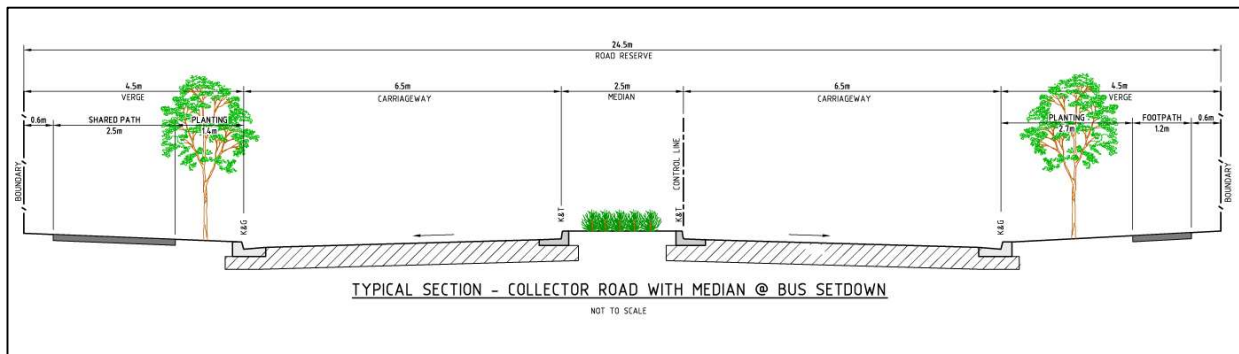 24.5m
ROAD RESERVE
4.5m
VERGE
6.5m
CARRIAGEWAY
2.5m
MEDIAN
6.5m
CARRIAGEWAY
4.5m
VERGE
0.6m
SHARED PATH
2.5m
PLANTING
1.4m
PLANTING
2.7m
FOOTPATH
1.2m
0.6m
BOUNDARY
K&G
K&T
CONTROL LINE
K&T
K&G
BOUNDARY
TYPICAL SECTION - COLLECTOR ROAD WITH MEDIAN @ BUS SETDOWN
NOT TO SCALE